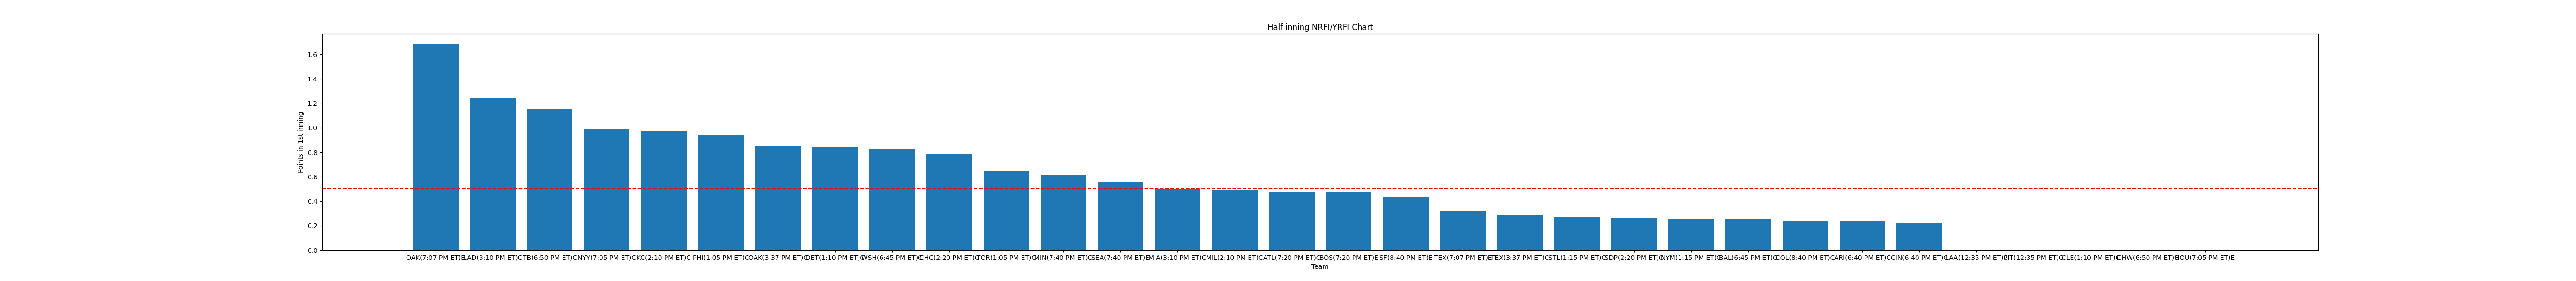 Half inning NRFI/YRFI Chart
1.6
1.4
1.2
1.0
0.8
0.6
0.4
0.2
0.0
Points in 1st inning
OAK(7:07 PM ET)E LAD(3:10 PM ET)C TB(6:50 PM ET)C NYY(7:05 PM ET)C KC(2:10 PM ET)C PHI(1:05 PM ET)C OAK(3:37 PM ET)C DET(1:10 PM ET)C WSH(6:45 PM ET)C CHC(2:20 PM ET)C TOR(1:05 PM ET)C MIN(7:40 PM ET)C SEA(7:40 PM ET)E MIA(3:10 PM ET)C MIL(2:10 PM ET)C ATL(7:20 PM ET)C BOS(7:20 PM ET)E SF(8:40 PM ET)E TEX(7:07 PM ET)E TEX(3:37 PM ET)C STL(1:15 PM ET)C SDP(2:20 PM ET)C NYM(1:15 PM ET)C BAL(6:45 PM ET)C COL(8:40 PM ET)C ARI(6:40 PM ET)C CIN(6:40 PM ET)C LAA(12:35 PM ET)E PIT(12:35 PM ET)C CLE(1:10 PM ET)C CHW(6:50 PM ET)E HOU(7:05 PM ET)E
Team